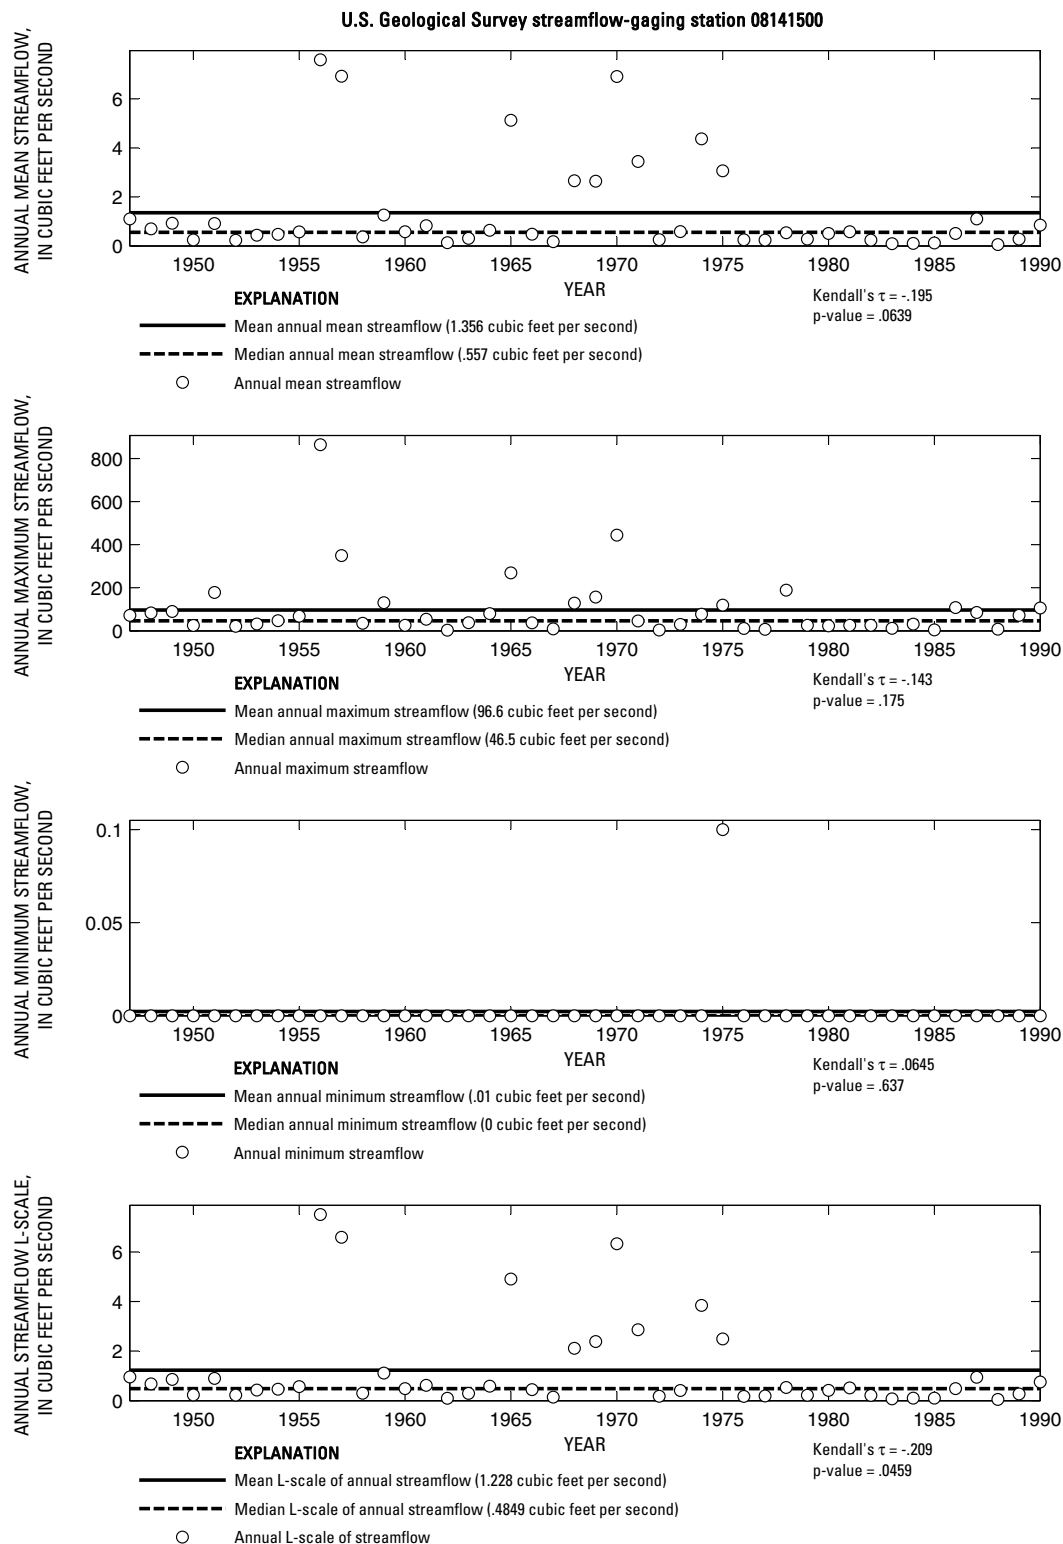 U.S. Geological Survey streamflow-gaging station 08141500
ANNUAL MEAN STREAMFLOW,
IN CUBIC FEET PER SECOND
6
4
2
0
1950 1955 1960 1965 1970 1975 1980 1985 1990
YEAR
Kendall's τ = -.195
p-value = .0639
EXPLANATION
Mean annual mean streamflow (1.356 cubic feet per second)
Median annual mean streamflow (.557 cubic feet per second)
Annual mean streamflow
ANNUAL MAXIMUM STREAMFLOW,
IN CUBIC FEET PER SECOND
800
600
400
200
0
1950 1955 1960 1965 1970 1975 1980 1985 1990
YEAR
Kendall's τ = -.143
p-value = .175
EXPLANATION
Mean annual maximum streamflow (96.6 cubic feet per second)
Median annual maximum streamflow (46.5 cubic feet per second)
Annual maximum streamflow
ANNUAL MINIMUM STREAMFLOW,
IN CUBIC FEET PER SECOND
0.1
0.05
0
1950 1955 1960 1965 1970 1975 1980 1985 1990
YEAR
Kendall's τ = .0645
p-value = .637
EXPLANATION
Mean annual minimum streamflow (.01 cubic feet per second)
Median annual minimum streamflow (0 cubic feet per second)
Annual minimum streamflow
ANNUAL STREAMFLOW L-SCALE,
IN CUBIC FEET PER SECOND
6
4
2
0
1950 1955 1960 1965 1970 1975 1980 1985 1990
YEAR
Kendall's τ = -.209
p-value = .0459
EXPLANATION
Mean L-scale of annual streamflow (1.228 cubic feet per second)
Median L-scale of annual streamflow (.4849 cubic feet per second)
Annual L-scale of streamflow